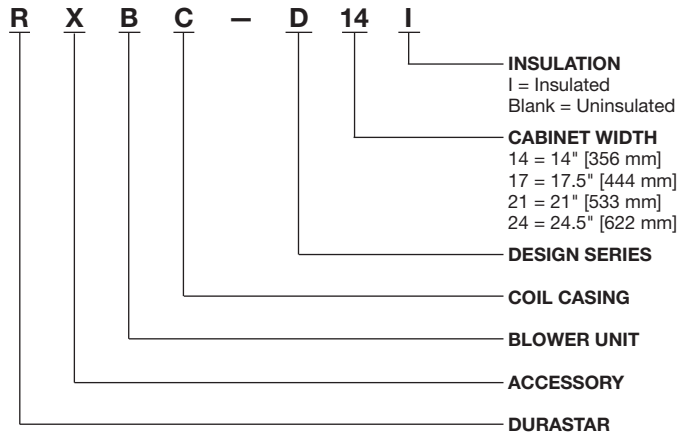 R X B C — D 14 I
INSULATION
I = Insulated
Blank = Uninsulated
CABINET WIDTH
14 = 14" [356 mm]
17 = 17.5" [444 mm]
21 = 21" [533 mm]
24 = 24.5" [622 mm]
DESIGN SERIES
COIL CASING
BLOWER UNIT
ACCESSORY
DURASTAR